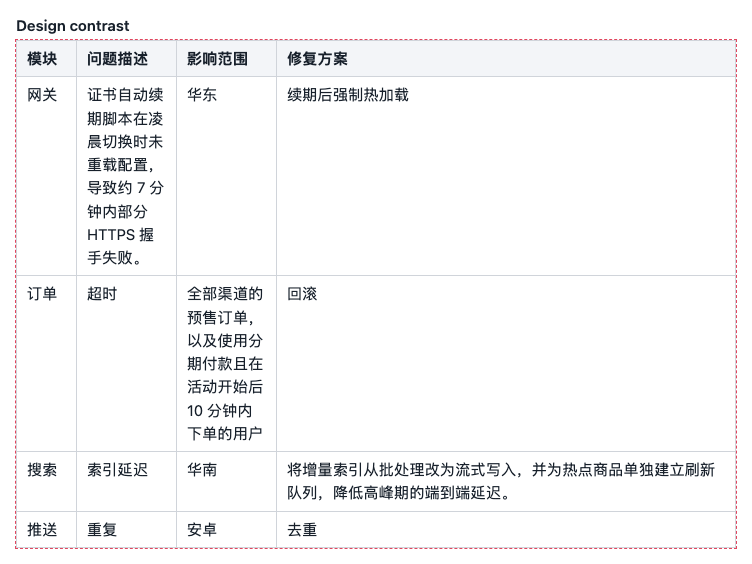 Design contrast
模块 问题描述 影响范围 修复方案
网关
证书自动续
期脚本在凌
晨切换时未
重载配置，
导致约 7 分
钟内部分
HTTPS 握
手失败。
华东
续期后强制热加载
订单
超时
全部渠道的
预售订单，
以及使用分
期付款且在
活动开始后
10 分钟内
下单的用户
回滚
搜索
索引延迟
华南
将增量索引从批处理改为流式写入，并为热点商品单独建立刷新
队列，降低高峰期的端到端延迟。
推送 重复 安卓 去重